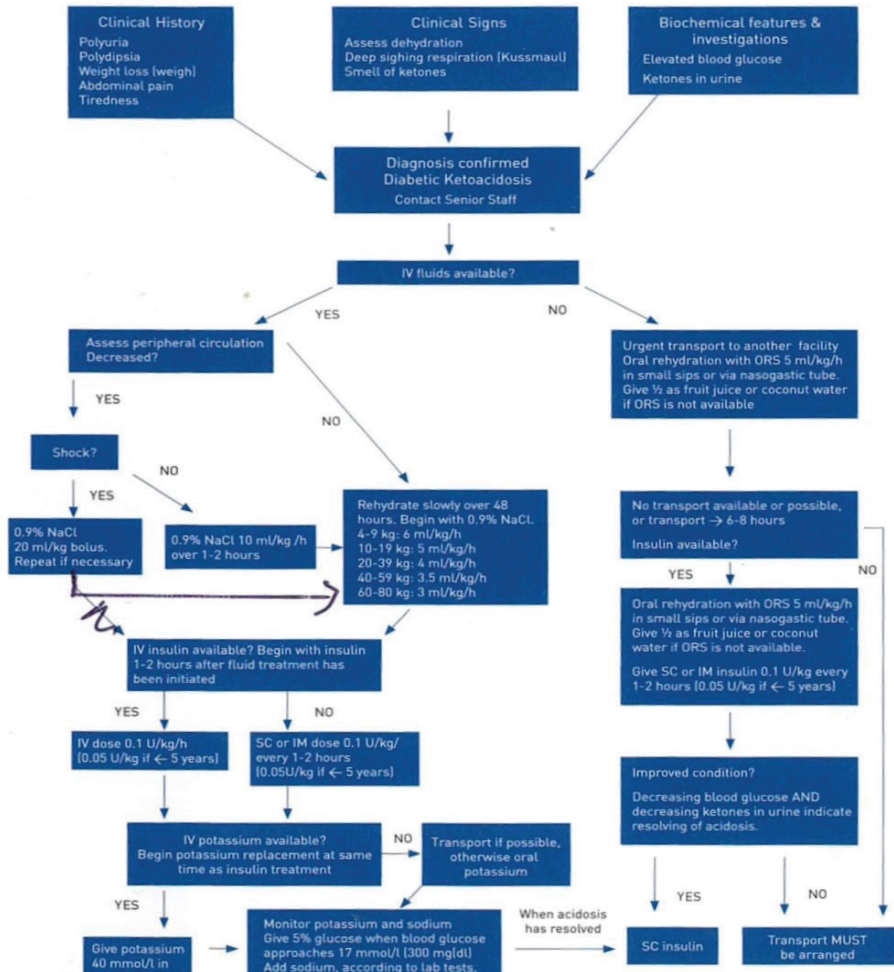 Clinical History
Polyuria
Polydipsia
Weight loss (weigh)
Abdominal pain
Tiredness
Clinical Signs
Assess dehydration
Deep sighing respiration (Kussmaul)
Smell of ketones
Biochemical features &
investigations
Elevated blood glucose
Ketones in urine
Diagnosis confirmed
Diabetic Ketoacidosis
Contact Senior Staff
IV fluids available?
YES
NO
Assess peripheral circulation
Decreased?
YES
NO
Shock?
YES
NO
0.9% NaCl
20 ml/kg bolus.
Repeat if necessary
0.9% NaCl 10 ml/kg /h
over 1-2 hours
Rehydrate slowly over 48
hours. Begin with 0.9% NaCl.
4-9 kg: 6 ml/kg/h
10-19 kg: 5 ml/kg/h
20-39 kg: 4 ml/kg/h
40-59 kg: 3.5 ml/kg/h
60-80 kg: 3 ml/kg/h
IV insulin available? Begin with insulin
1-2 hours after fluid treatment has
been initiated
YES
NO
IV dose 0.1 U/kg/h
(0.05 U/kg if ← 5 years)
SC or IM dose 0.1 U/kg/
every 1-2 hours
(0.05U/kg if ← 5 years)
IV potassium available?
Begin potassium replacement at same
time as insulin treatment
NO
Transport if possible,
otherwise oral
potassium
YES
Give potassium
40 mmol/l in
Monitor potassium and sodium
Give 5% glucose when blood glucose
approaches 17 mmol/l (300 mg(dl)
Add sodium, according to lab tests,
When acidosis
has resolved
Urgent transport to another facility
Oral rehydration with ORS 5 ml/kg/h
in small sips or via nasogastic tube.
Give ½ as fruit juice or coconut water
if ORS is not available
No transport available or possible,
or transport → 6-8 hours
Insulin available?
YES
NO
Oral rehydration with ORS 5 ml/kg/h
in small sips or via nasogastic tube.
Give ½ as fruit juice or coconut
water if ORS is not available.
Give SC or IM insulin 0.1 U/kg every
1-2 hours (0.05 U/kg if ← 5 years)
Improved condition?
Decreasing blood glucose AND
decreasing ketones in urine indicate
resolving of acidosis.
YES
NO
SC insulin
Transport MUST
be arranged